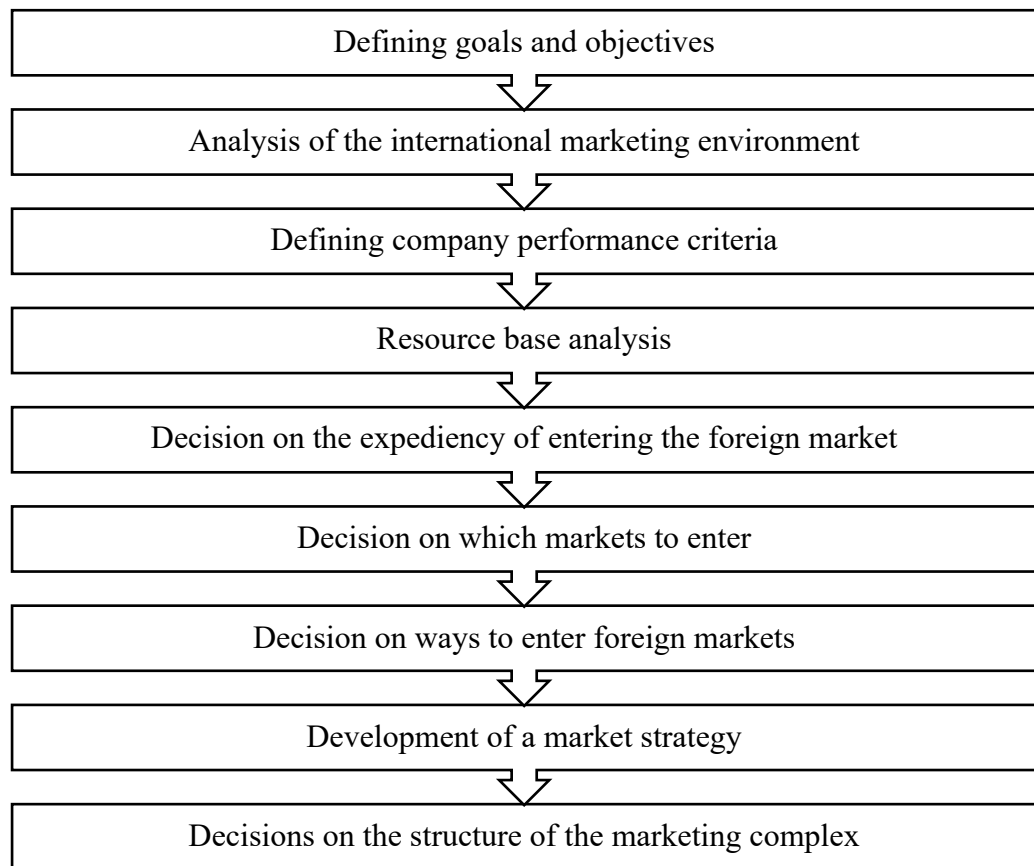 Defining goals and objectives
Analysis of the international marketing environment
Defining company performance criteria
Resource base analysis
Decision on the expediency of entering the foreign market
Decision on which markets to enter
Decision on ways to enter foreign markets
Development of a market strategy
Decisions on the structure of the marketing complex